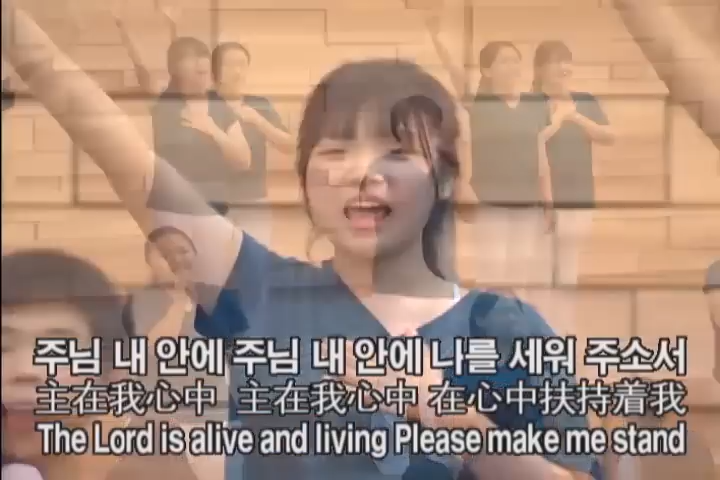 주님 내 안에 주님 내 안에 나를 세워 주소서
主在我心中 主在我心中 在心中扶持着我
The Lord is alive and living Please make me stand